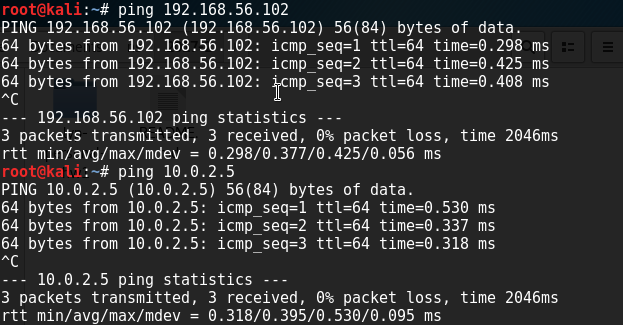 root@kali:~# ping 192.168.56.102
PING 192.168.56.102 (192.168.56.102) 56(84) bytes of data.
64 bytes from 192.168.56.102: icmp_seq=1 ttl=64 time=0.298 ms
64 bytes from 192.168.56.102: icmp_seq=2 ttl=64 time=0.425 ms
64 bytes from 192.168.56.102: icmp_seq=3 ttl=64 time=0.408 ms
^C
--- 192.168.56.102 ping statistics ---
3 packets transmitted, 3 received, 0% packet loss, time 2046ms
rtt min/avg/max/mdev = 0.298/0.377/0.425/0.056 ms
root@kali:~# ping 10.0.2.5
PING 10.0.2.5 (10.0.2.5) 56(84) bytes of data.
64 bytes from 10.0.2.5: icmp_seq=1 ttl=64 time=0.530 ms
64 bytes from 10.0.2.5: icmp_seq=2 ttl=64 time=0.337 ms
64 bytes from 10.0.2.5: icmp_seq=3 ttl=64 time=0.318 ms
^C
--- 10.0.2.5 ping statistics ---
3 packets transmitted, 3 received, 0% packet loss, time 2046ms
rtt min/avg/max/mdev = 0.318/0.395/0.530/0.095 ms